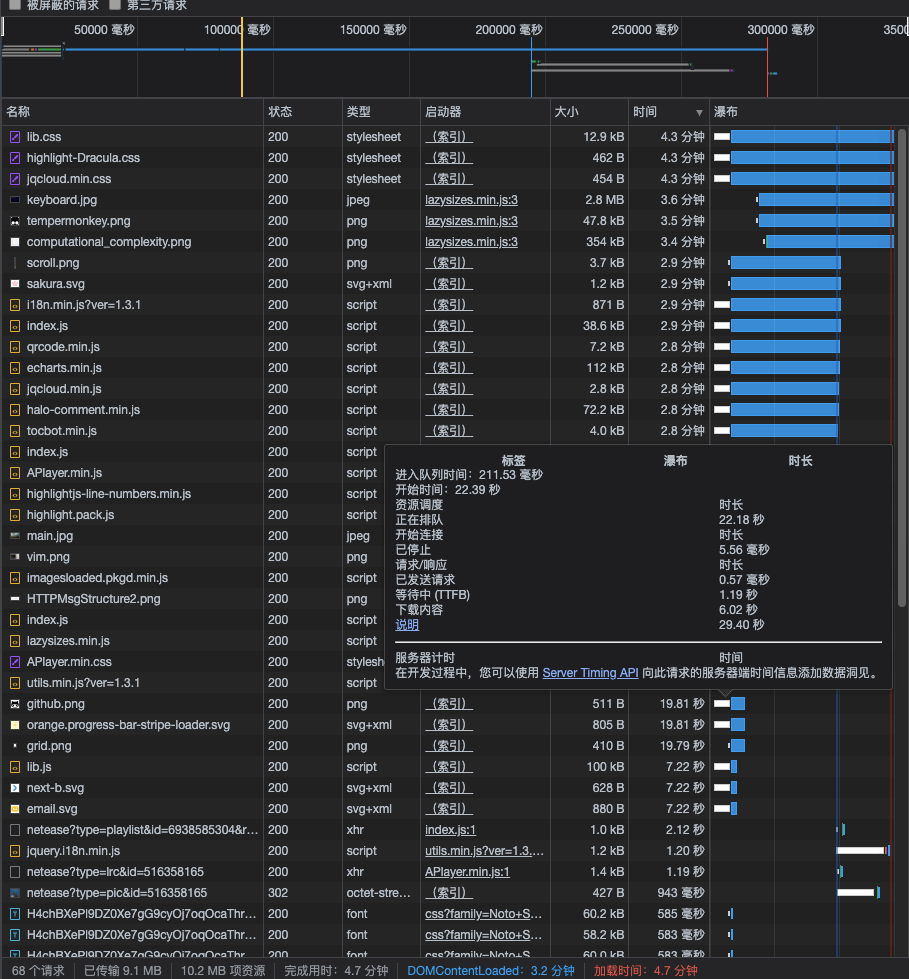 被屏蔽的请求 第三方请求
50000 毫秒 100000 毫秒 150000 毫秒 200000 毫秒 250000 毫秒 300000 毫秒 3500
名称 状态 类型 启动器 大小 时间 瀑布
lib.css 200 stylesheet （索引） 12.9 kB 4.3 分钟
highlight-Dracula.css 200 stylesheet （索引） 462 B 4.3 分钟
jqcloud.min.css 200 stylesheet （索引） 454 B 4.3 分钟
keyboard.jpg 200 jpeg lazysizes.min.js:3 2.8 MB 3.6 分钟
tempermonkey.png 200 png lazysizes.min.js:3 47.8 kB 3.5 分钟
computational_complexity.png 200 png lazysizes.min.js:3 354 kB 3.4 分钟
scroll.png 200 png （索引） 3.7 kB 2.9 分钟
sakura.svg 200 svg+xml （索引） 1.2 kB 2.9 分钟
i18n.min.js?ver=1.3.1 200 script （索引） 871 B 2.9 分钟
index.js 200 script （索引） 38.6 kB 2.9 分钟
qrcode.min.js 200 script （索引） 7.2 kB 2.8 分钟
echarts.min.js 200 script （索引） 112 kB 2.8 分钟
jqcloud.min.js 200 script （索引） 2.8 kB 2.8 分钟
halo-comment.min.js 200 script （索引） 72.2 kB 2.8 分钟
tocbot.min.js 200 script （索引） 4.0 kB 2.8 分钟
index.js 200 script
APlayer.min.js 200 script
highlightjs-line-numbers.min.js 200 script
highlight.pack.js 200 script
main.jpg 200 jpeg
vim.png 200 png
imagesloaded.pkgd.min.js 200 script
HTTPMsgStructure2.png 200 png
index.js 200 script
lazysizes.min.js 200 script
APlayer.min.css 200 stylesh
utils.min.js?ver=1.3.1 200 script
标签 瀑布 时长
进入队列时间：211.53 毫秒
开始时间：22.39 秒
资源调度 时长
正在排队 22.18 秒
开始连接 时长
已停止 5.56 毫秒
请求/响应 时长
已发送请求 0.57 毫秒
等待中 (TTFB) 1.19 秒
下载内容 6.02 秒
说明 29.40 秒
服务器计时 时间
在开发过程中，您可以使用 Server Timing API 向此请求的服务器端时间信息添加数据洞见。
github.png 200 png （索引） 511 B 19.81 秒
orange.progress-bar-stripe-loader.svg 200 svg+xml （索引） 805 B 19.81 秒
grid.png 200 png （索引） 410 B 19.79 秒
lib.js 200 script （索引） 100 kB 7.22 秒
next-b.svg 200 svg+xml （索引） 628 B 7.22 秒
email.svg 200 svg+xml （索引） 880 B 7.22 秒
netease?type=playlist&id=6938585304&r... 200 xhr index.js:1 1.0 kB 2.12 秒
jquery.i18n.min.js 200 script utils.min.js?ver=1.3.... 1.2 kB 1.20 秒
netease?type=lrc&id=516358165 200 xhr APlayer.min.js:1 1.4 kB 1.19 秒
netease?type=pic&id=516358165 302 octet-stre... （索引） 427 B 943 毫秒
H4chBXePl9DZ0Xe7gG9cyOj7oqOcaThr... 200 font css?family=Noto+S... 60.2 kB 585 毫秒
H4chBXePl9DZ0Xe7gG9cyOj7oqOcaThr... 200 font css?family=Noto+S... 58.2 kB 583 毫秒
H4chBXePl9DZ0Xe7gG9cyOj7oqOcaThr... 200 font css?family=Noto+S... 60.0 kB 583 毫秒
68 个请求 已传输 9.1 MB 10.2 MB 项资源 完成用时：4.7 分钟 DOMContentLoaded：3.2 分钟 加载时间：4.7 分钟